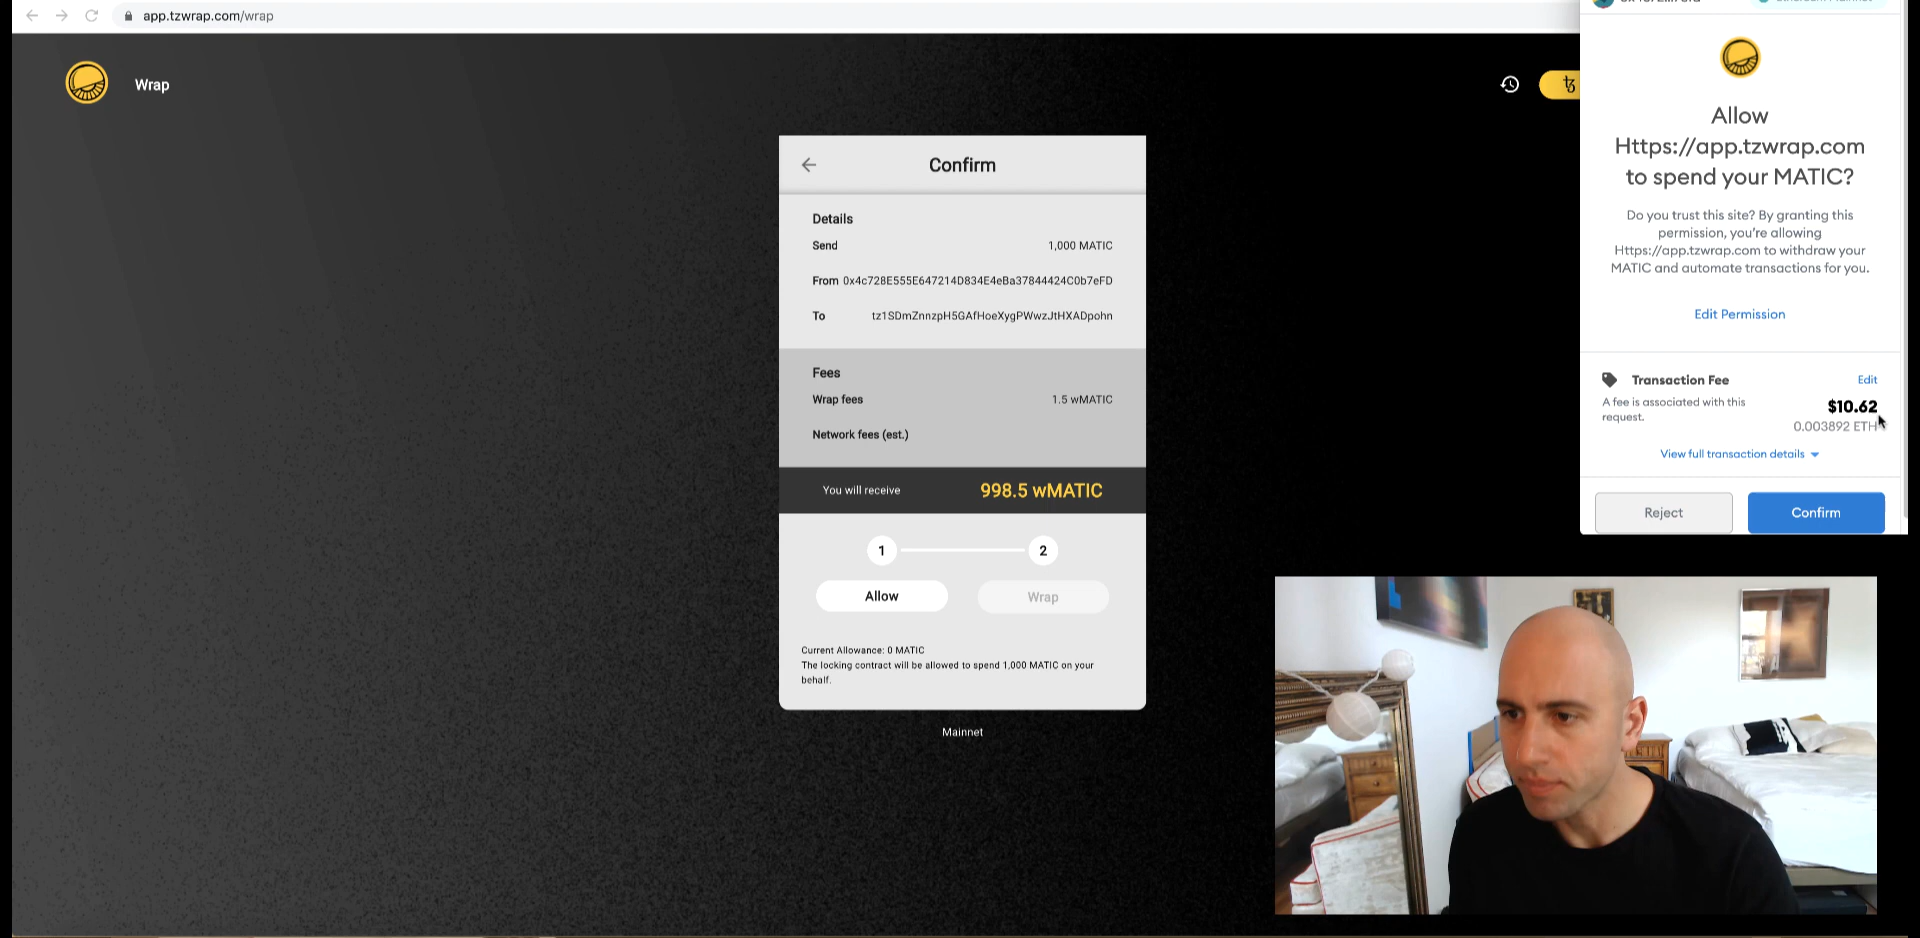 app.tzwrap.com/wrap
Wrap
Confirm
Details
Send 1,000 MATIC
From 0x4c728E555E647214D834E4eBa37844424C0b7eFD
To tz1SDmZnnzpH5GAfHoeXygPWwzJtHXADpohn
Fees
Wrap fees 1.5 wMATIC
Network fees (est.)
You will receive 998.5 wMATIC
1 2
Allow Wrap
Current Allowance: 0 MATIC
The locking contract will be allowed to spend 1,000 MATIC on your
behalf.
Mainnet
Allow
Https://app.tzwrap.com
to spend your MATIC?
Do you trust this site? By granting this
permission, you're allowing
Https://app.tzwrap.com to withdraw your
MATIC and automate transactions for you.
Edit Permission
Transaction Fee Edit
A fee is associated with this
request.
$10.62
0.003892 ETH
View full transaction details
Reject Confirm